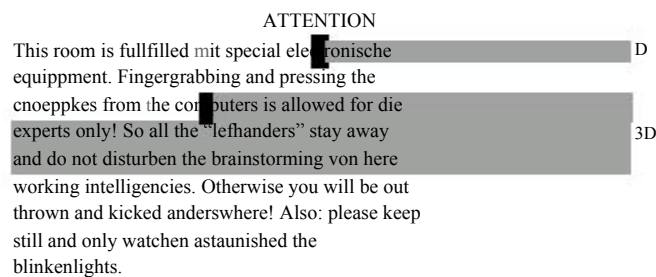 ATTENTION
This room is fullfilled mit special electronische D
equippment. Fingergrabbing and pressing the
cnoeppkes from the computers is allowed for die
experts only! So all the “lefhanders” stay away 3D
and do not disturben the brainstorming von here
working intelligencies. Otherwise you will be out
thrown and kicked anderswhere! Also: please keep
still and only watchen astaunished the
blinkenlights.